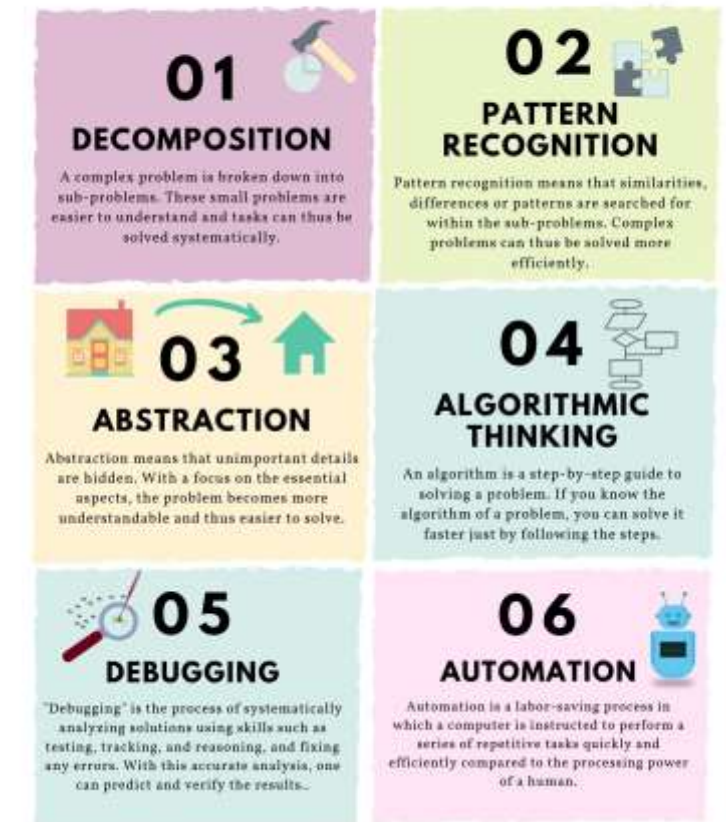 01
DECOMPOSITION
A complex problem is broken down into
sub-problems. These small problems are
easier to understand and tasks can thus be
solved systematically.
02
PATTERN
RECOGNITION
Pattern recognition means that similarities,
differences or patterns are searched for
within the sub-problems. Complex
problems can thus be solved more
efficiently.
03
ABSTRACTION
Abstraction means that unimportant details
are hidden. With a focus on the essential
aspects, the problem becomes more
understandable and thus easier to solve.
04
ALGORITHMIC
THINKING
An algorithm is a step-by-step guide to
solving a problem. If you know the
algorithm of a problem, you can solve it
faster just by following the steps.
05
DEBUGGING
"Debugging" is the process of systematically
analyzing solutions using skills such as
testing, tracking, and reasoning, and fixing
any errors. With this accurate analysis, one
can predict and verify the results..
06
AUTOMATION
Automation is a labor-saving process in
which a computer is instructed to perform a
series of repetitive tasks quickly and
efficiently compared to the processing power
of a human.